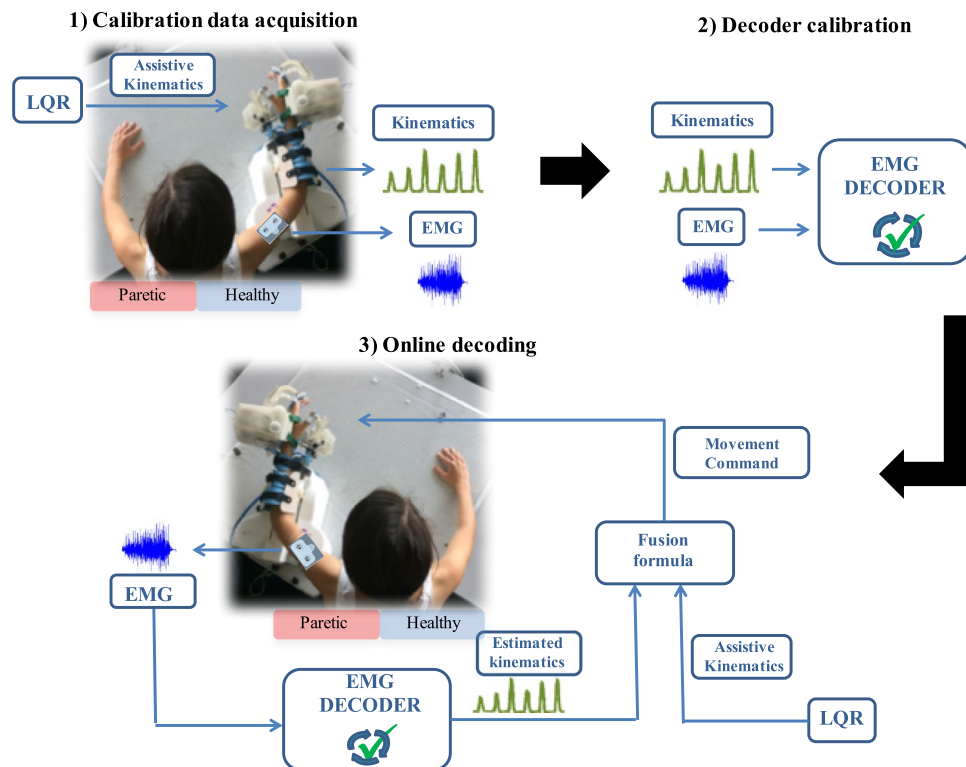 1) Calibration data acquisition
2) Decoder calibration
Assistive
Kinematics
LQR
Kinematics
EMG
Paretic
Healthy
Kinematics
EMG
EMG
DECODER
3) Online decoding
Movement
Command
Fusion
formula
EMG
Paretic
Healthy
Estimated
kinematics
Assistive
Kinematics
EMG
DECODER
LQR